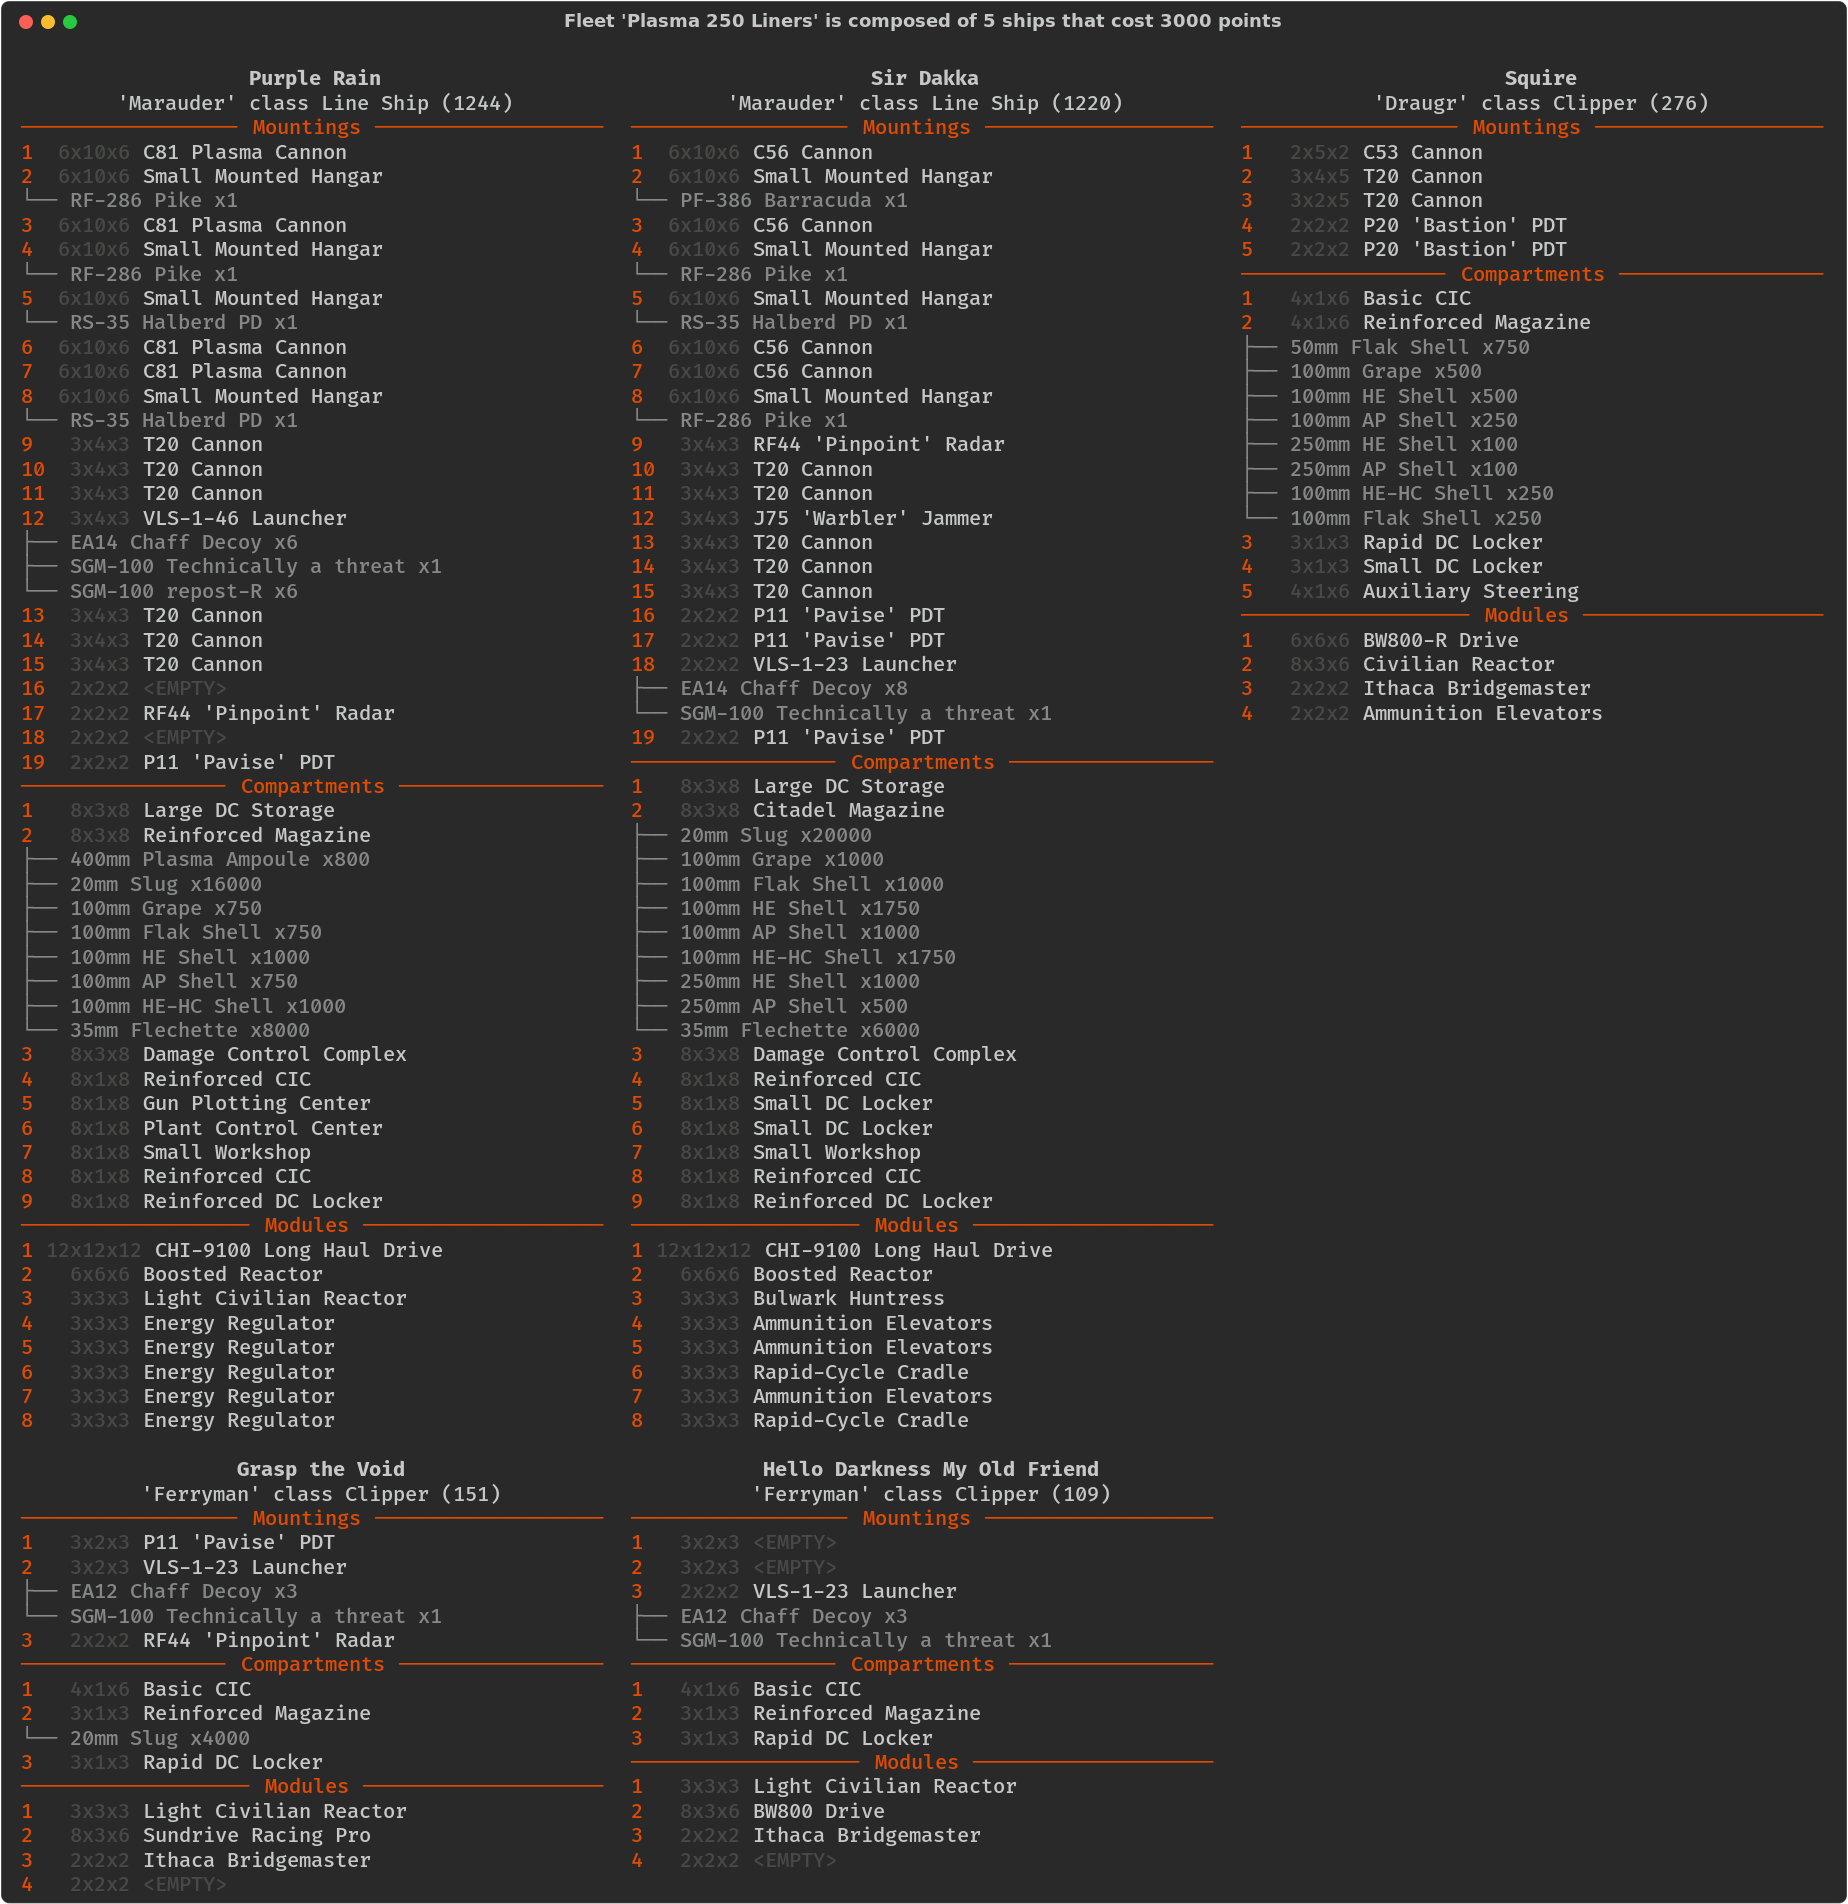 Fleet 'Plasma 250 Liners' is composed of 5 ships that cost 3000 points
Purple Rain
'Marauder' class Line Ship (1244)
Mountings
1 6x10x6 C81 Plasma Cannon
2 6x10x6 Small Mounted Hangar
└── RF-286 Pike x1
3 6x10x6 C81 Plasma Cannon
4 6x10x6 Small Mounted Hangar
└── RF-286 Pike x1
5 6x10x6 Small Mounted Hangar
└── RS-35 Halberd PD x1
6 6x10x6 C81 Plasma Cannon
7 6x10x6 C81 Plasma Cannon
8 6x10x6 Small Mounted Hangar
└── RS-35 Halberd PD x1
9 3x4x3 T20 Cannon
10 3x4x3 T20 Cannon
11 3x4x3 T20 Cannon
12 3x4x3 VLS-1-46 Launcher
├── EA14 Chaff Decoy x6
├── SGM-100 Technically a threat x1
└── SGM-100 repost-R x6
13 3x4x3 T20 Cannon
14 3x4x3 T20 Cannon
15 3x4x3 T20 Cannon
16 2x2x2 <EMPTY>
17 2x2x2 RF44 'Pinpoint' Radar
18 2x2x2 <EMPTY>
19 2x2x2 P11 'Pavise' PDT
Compartments
1 8x3x8 Large DC Storage
2 8x3x8 Reinforced Magazine
├── 400mm Plasma Ampoule x800
├── 20mm Slug x16000
├── 100mm Grape x750
├── 100mm Flak Shell x750
├── 100mm HE Shell x1000
├── 100mm AP Shell x750
├── 100mm HE-HC Shell x1000
└── 35mm Flechette x8000
3 8x3x8 Damage Control Complex
4 8x1x8 Reinforced CIC
5 8x1x8 Gun Plotting Center
6 8x1x8 Plant Control Center
7 8x1x8 Small Workshop
8 8x1x8 Reinforced CIC
9 8x1x8 Reinforced DC Locker
Modules
1 12x12x12 CHI-9100 Long Haul Drive
2 6x6x6 Boosted Reactor
3 3x3x3 Light Civilian Reactor
4 3x3x3 Energy Regulator
5 3x3x3 Energy Regulator
6 3x3x3 Energy Regulator
7 3x3x3 Energy Regulator
8 3x3x3 Energy Regulator
Sir Dakka
'Marauder' class Line Ship (1220)
Mountings
1 6x10x6 C56 Cannon
2 6x10x6 Small Mounted Hangar
└── PF-386 Barracuda x1
3 6x10x6 C56 Cannon
4 6x10x6 Small Mounted Hangar
└── RF-286 Pike x1
5 6x10x6 Small Mounted Hangar
└── RS-35 Halberd PD x1
6 6x10x6 C56 Cannon
7 6x10x6 C56 Cannon
8 6x10x6 Small Mounted Hangar
└── RF-286 Pike x1
9 3x4x3 RF44 'Pinpoint' Radar
10 3x4x3 T20 Cannon
11 3x4x3 T20 Cannon
12 3x4x3 J75 'Warbler' Jammer
13 3x4x3 T20 Cannon
14 3x4x3 T20 Cannon
15 3x4x3 T20 Cannon
16 2x2x2 P11 'Pavise' PDT
17 2x2x2 P11 'Pavise' PDT
18 2x2x2 VLS-1-23 Launcher
├── EA14 Chaff Decoy x8
└── SGM-100 Technically a threat x1
19 2x2x2 P11 'Pavise' PDT
Compartments
1 8x3x8 Large DC Storage
2 8x3x8 Citadel Magazine
├── 20mm Slug x20000
├── 100mm Grape x1000
├── 100mm Flak Shell x1000
├── 100mm HE Shell x1750
├── 100mm AP Shell x1000
├── 100mm HE-HC Shell x1750
├── 250mm HE Shell x1000
├── 250mm AP Shell x500
└── 35mm Flechette x6000
3 8x3x8 Damage Control Complex
4 8x1x8 Reinforced CIC
5 8x1x8 Small DC Locker
6 8x1x8 Small DC Locker
7 8x1x8 Small Workshop
8 8x1x8 Reinforced CIC
9 8x1x8 Reinforced DC Locker
Modules
1 12x12x12 CHI-9100 Long Haul Drive
2 6x6x6 Boosted Reactor
3 3x3x3 Bulwark Huntress
4 3x3x3 Ammunition Elevators
5 3x3x3 Ammunition Elevators
6 3x3x3 Rapid-Cycle Cradle
7 3x3x3 Ammunition Elevators
8 3x3x3 Rapid-Cycle Cradle
Squire
'Draugr' class Clipper (276)
Mountings
1 2x5x2 C53 Cannon
2 3x4x5 T20 Cannon
3 3x2x5 T20 Cannon
4 2x2x2 P20 'Bastion' PDT
5 2x2x2 P20 'Bastion' PDT
Compartments
1 4x1x6 Basic CIC
2 4x1x6 Reinforced Magazine
├── 50mm Flak Shell x750
├── 100mm Grape x500
├── 100mm HE Shell x500
├── 100mm AP Shell x250
├── 250mm HE Shell x100
├── 250mm AP Shell x100
├── 100mm HE-HC Shell x250
└── 100mm Flak Shell x250
3 3x1x3 Rapid DC Locker
4 3x1x3 Small DC Locker
5 4x1x6 Auxiliary Steering
Modules
1 6x6x6 BW800-R Drive
2 8x3x6 Civilian Reactor
3 2x2x2 Ithaca Bridgemaster
4 2x2x2 Ammunition Elevators
Grasp the Void
'Ferryman' class Clipper (151)
Mountings
1 3x2x3 P11 'Pavise' PDT
2 3x2x3 VLS-1-23 Launcher
├── EA12 Chaff Decoy x3
└── SGM-100 Technically a threat x1
3 2x2x2 RF44 'Pinpoint' Radar
Compartments
1 4x1x6 Basic CIC
2 3x1x3 Reinforced Magazine
└── 20mm Slug x4000
3 3x1x3 Rapid DC Locker
Modules
1 3x3x3 Light Civilian Reactor
2 8x3x6 Sundrive Racing Pro
3 2x2x2 Ithaca Bridgemaster
4 2x2x2 <EMPTY>
Hello Darkness My Old Friend
'Ferryman' class Clipper (109)
Mountings
1 3x2x3 <EMPTY>
2 3x2x3 <EMPTY>
3 2x2x2 VLS-1-23 Launcher
├── EA12 Chaff Decoy x3
└── SGM-100 Technically a threat x1
Compartments
1 4x1x6 Basic CIC
2 3x1x3 Reinforced Magazine
3 3x1x3 Rapid DC Locker
Modules
1 3x3x3 Light Civilian Reactor
2 8x3x6 BW800 Drive
3 2x2x2 Ithaca Bridgemaster
4 2x2x2 <EMPTY>